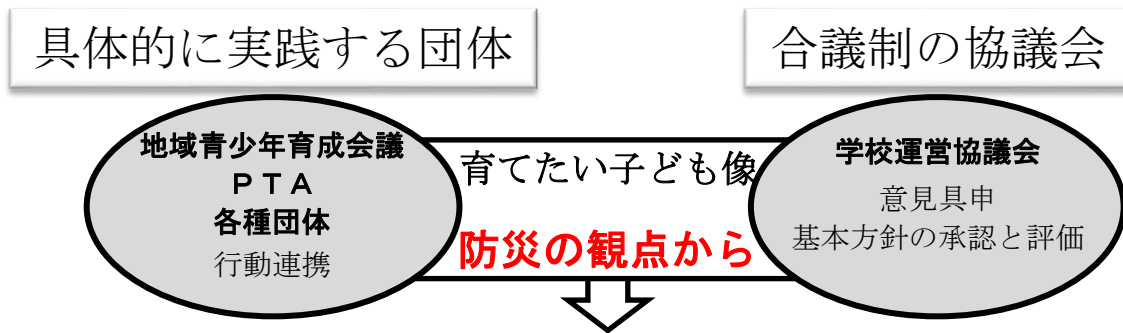 具体的に実践する団体
合議制の協議会
地域青少年育成会議
ＰＴＡ
各種団体
行動連携
育てたい子ども像
防災の観点から
学校運営協議会
意見具申
基本方針の承認と評価